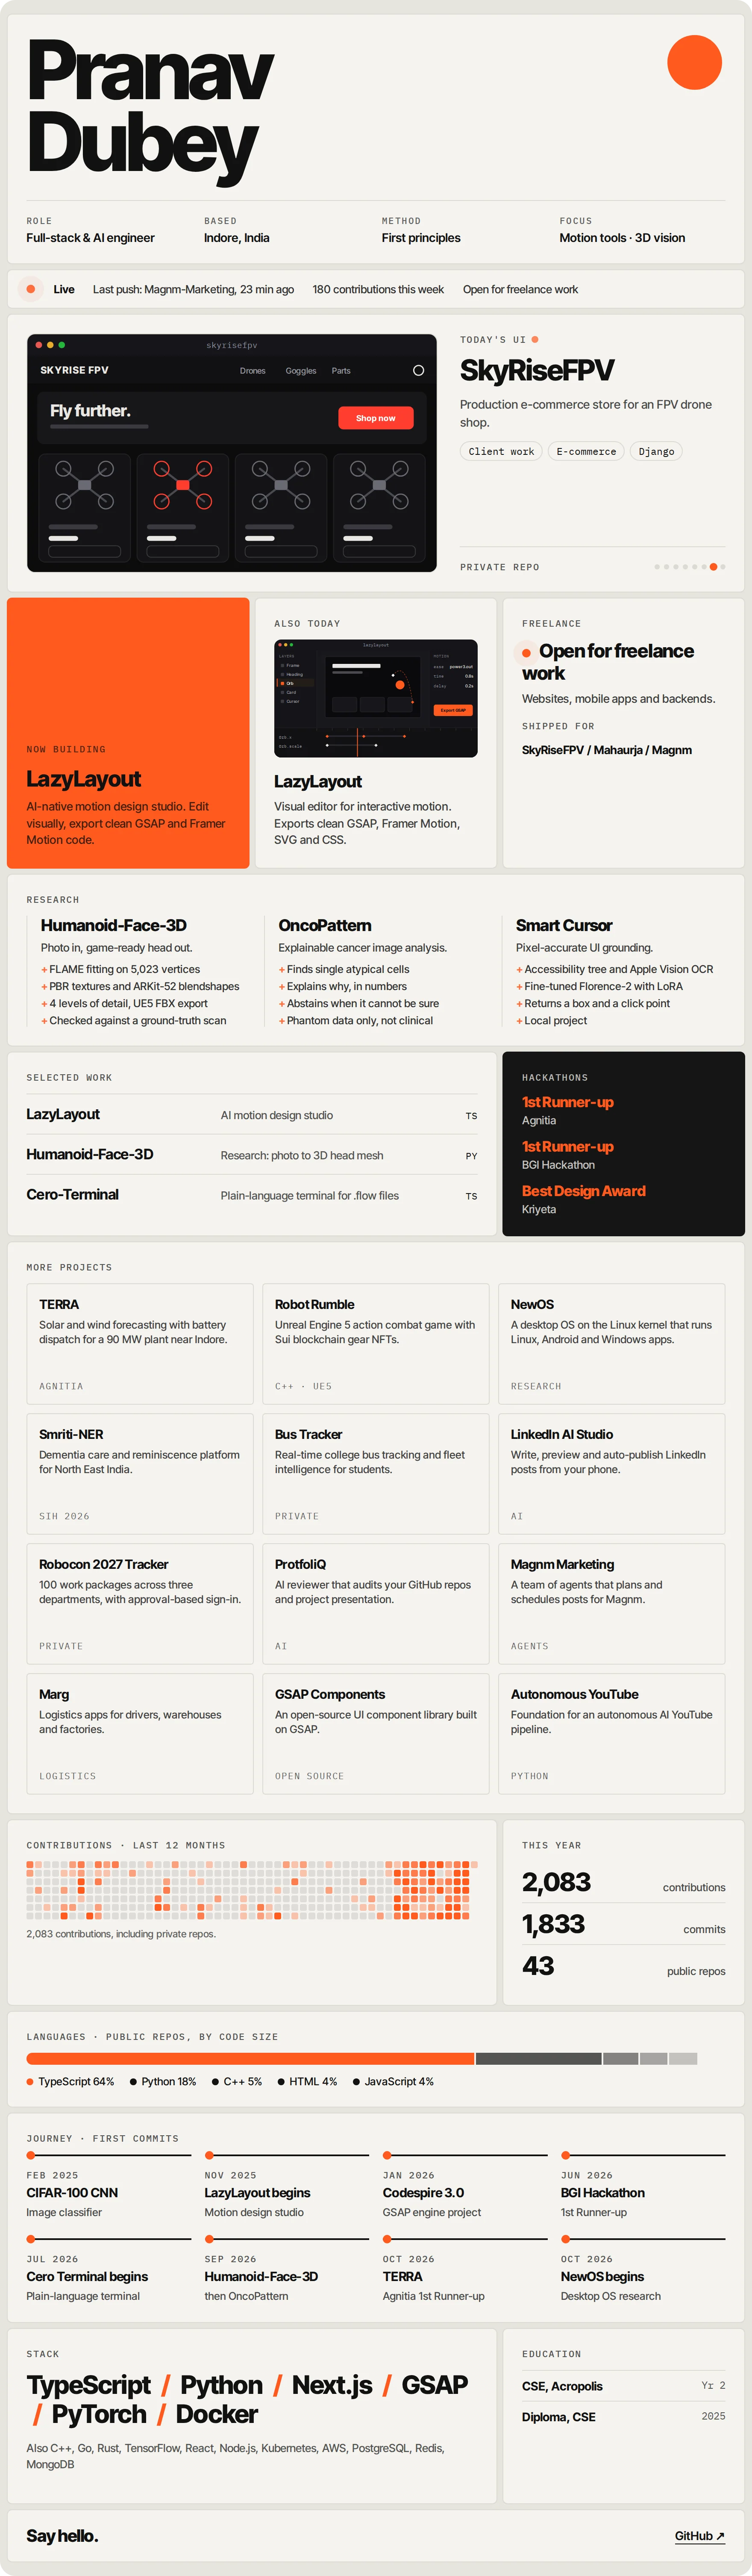 Pranav
Dubey
ROLE
Full-stack & AI engineer
BASED
Indore, India
METHOD
First principles
FOCUS
Motion tools · 3D vision
Live
Last push: Magnm-Marketing, 23 min ago
180 contributions this week
Open for freelance work
skyrisefpv
SKYRISE FPV
Drones
Goggles
Parts
Fly further.
Shop now
TODAY'S UI
SkyRiseFPV
Production e-commerce store for an FPV drone
shop.
Client work
E-commerce
Django
PRIVATE REPO
NOW BUILDING
LazyLayout
AI-native motion design studio. Edit
visually, export clean GSAP and Framer
Motion code.
ALSO TODAY
lazylayout
LAYERS
Frame
Heading
Orb
Card
Cursor
MOTION
ease power3.out
time 0.8s
delay 0.2s
Export GSAP
Orb.x
Orb.scale
LazyLayout
Visual editor for interactive motion.
Exports clean GSAP, Framer Motion,
SVG and CSS.
FREELANCE
Open for freelance
work
Websites, mobile apps and backends.
SHIPPED FOR
SkyRiseFPV / Mahaurja / Magnm
RESEARCH
Humanoid-Face-3D
Photo in, game-ready head out.
+ FLAME fitting on 5,023 vertices
+ PBR textures and ARKit-52 blendshapes
+ 4 levels of detail, UE5 FBX export
+ Checked against a ground-truth scan
OncoPattern
Explainable cancer image analysis.
+ Finds single atypical cells
+ Explains why, in numbers
+ Abstains when it cannot be sure
+ Phantom data only, not clinical
Smart Cursor
Pixel-accurate UI grounding.
+ Accessibility tree and Apple Vision OCR
+ Fine-tuned Florence-2 with LoRA
+ Returns a box and a click point
+ Local project
SELECTED WORK
LazyLayout
AI motion design studio
TS
Humanoid-Face-3D
Research: photo to 3D head mesh
PY
Cero-Terminal
Plain-language terminal for .flow files
TS
HACKATHONS
1st Runner-up
Agnitia
1st Runner-up
BGI Hackathon
Best Design Award
Kriyeta
MORE PROJECTS
TERRA
Solar and wind forecasting with battery
dispatch for a 90 MW plant near Indore.
AGNITIA
Robot Rumble
Unreal Engine 5 action combat game with
Sui blockchain gear NFTs.
C++ · UE5
NewOS
A desktop OS on the Linux kernel that runs
Linux, Android and Windows apps.
RESEARCH
Smriti-NER
Dementia care and reminiscence platform
for North East India.
SIH 2026
Bus Tracker
Real-time college bus tracking and fleet
intelligence for students.
PRIVATE
LinkedIn AI Studio
Write, preview and auto-publish LinkedIn
posts from your phone.
AI
Robocon 2027 Tracker
100 work packages across three
departments, with approval-based sign-in.
PRIVATE
ProtfoliQ
AI reviewer that audits your GitHub repos
and project presentation.
AI
Magnm Marketing
A team of agents that plans and
schedules posts for Magnm.
AGENTS
Marg
Logistics apps for drivers, warehouses
and factories.
LOGISTICS
GSAP Components
An open-source UI component library built
on GSAP.
OPEN SOURCE
Autonomous YouTube
Foundation for an autonomous AI YouTube
pipeline.
PYTHON
CONTRIBUTIONS · LAST 12 MONTHS
2,083 contributions, including private repos.
THIS YEAR
2,083 contributions
1,833 commits
43 public repos
LANGUAGES · PUBLIC REPOS, BY CODE SIZE
TypeScript 64%
Python 18%
C++ 5%
HTML 4%
JavaScript 4%
JOURNEY · FIRST COMMITS
FEB 2025
CIFAR-100 CNN
Image classifier
NOV 2025
LazyLayout begins
Motion design studio
JAN 2026
Codespire 3.0
GSAP engine project
JUN 2026
BGI Hackathon
1st Runner-up
JUL 2026
Cero Terminal begins
Plain-language terminal
SEP 2026
Humanoid-Face-3D
then OncoPattern
OCT 2026
TERRA
Agnitia 1st Runner-up
OCT 2026
NewOS begins
Desktop OS research
STACK
TypeScript / Python / Next.js / GSAP
/ PyTorch / Docker
Also C++, Go, Rust, TensorFlow, React, Node.js, Kubernetes, AWS, PostgreSQL, Redis,
MongoDB
EDUCATION
CSE, Acropolis
Yr 2
Diploma, CSE
2025
Say hello.
GitHub ↗